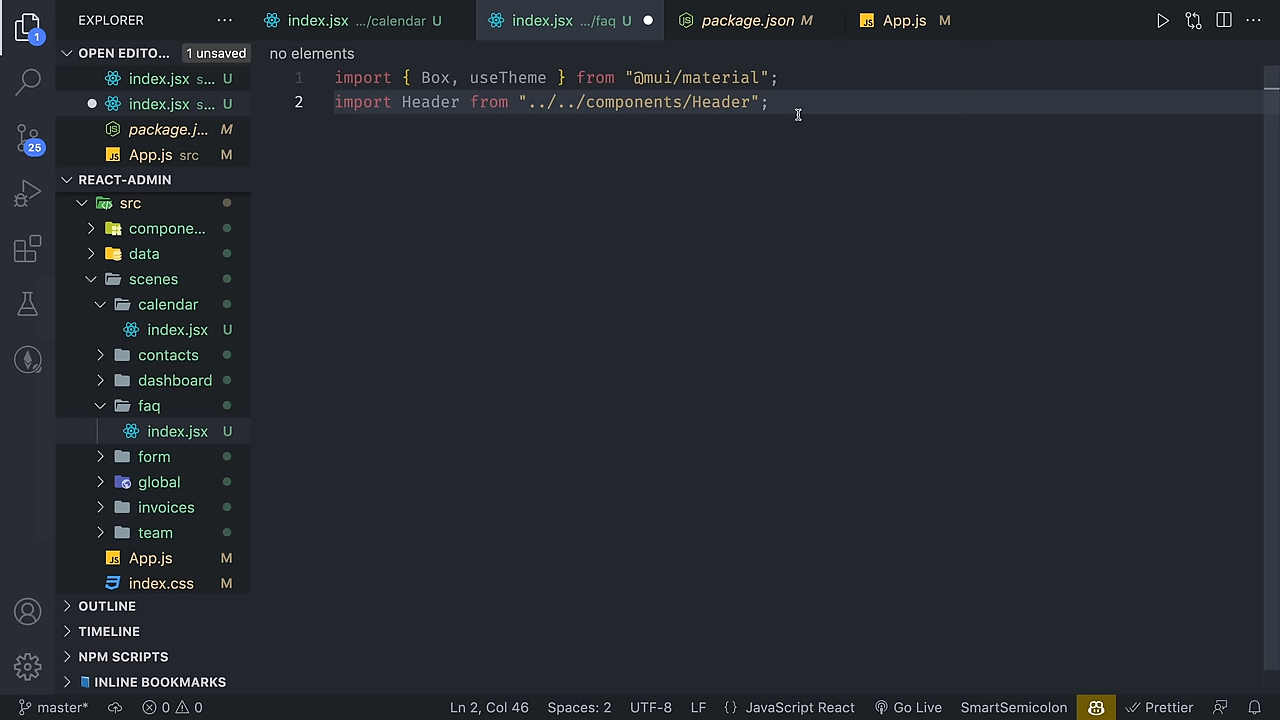 EXPLORER ···
index.jsx .../calendar U
index.jsx .../faq U
package.json M
App.js M
1
OPEN EDITO... 1 unsaved
no elements
index.jsx s... U
index.jsx s... U
package.j... M
App.js src M
1 import { Box, useTheme } from "@mui/material";
2 import Header from "../../components/Header";
25
REACT-ADMIN
src
compone...
data
scenes
calendar
index.jsx U
contacts
dashboard
faq
index.jsx U
form
global
invoices
team
App.js M
index.css M
OUTLINE
TIMELINE
NPM SCRIPTS
INLINE BOOKMARKS
master* 0 0 Ln 2, Col 46 Spaces: 2 UTF-8 LF {} JavaScript React Go Live SmartSemicolon Prettier